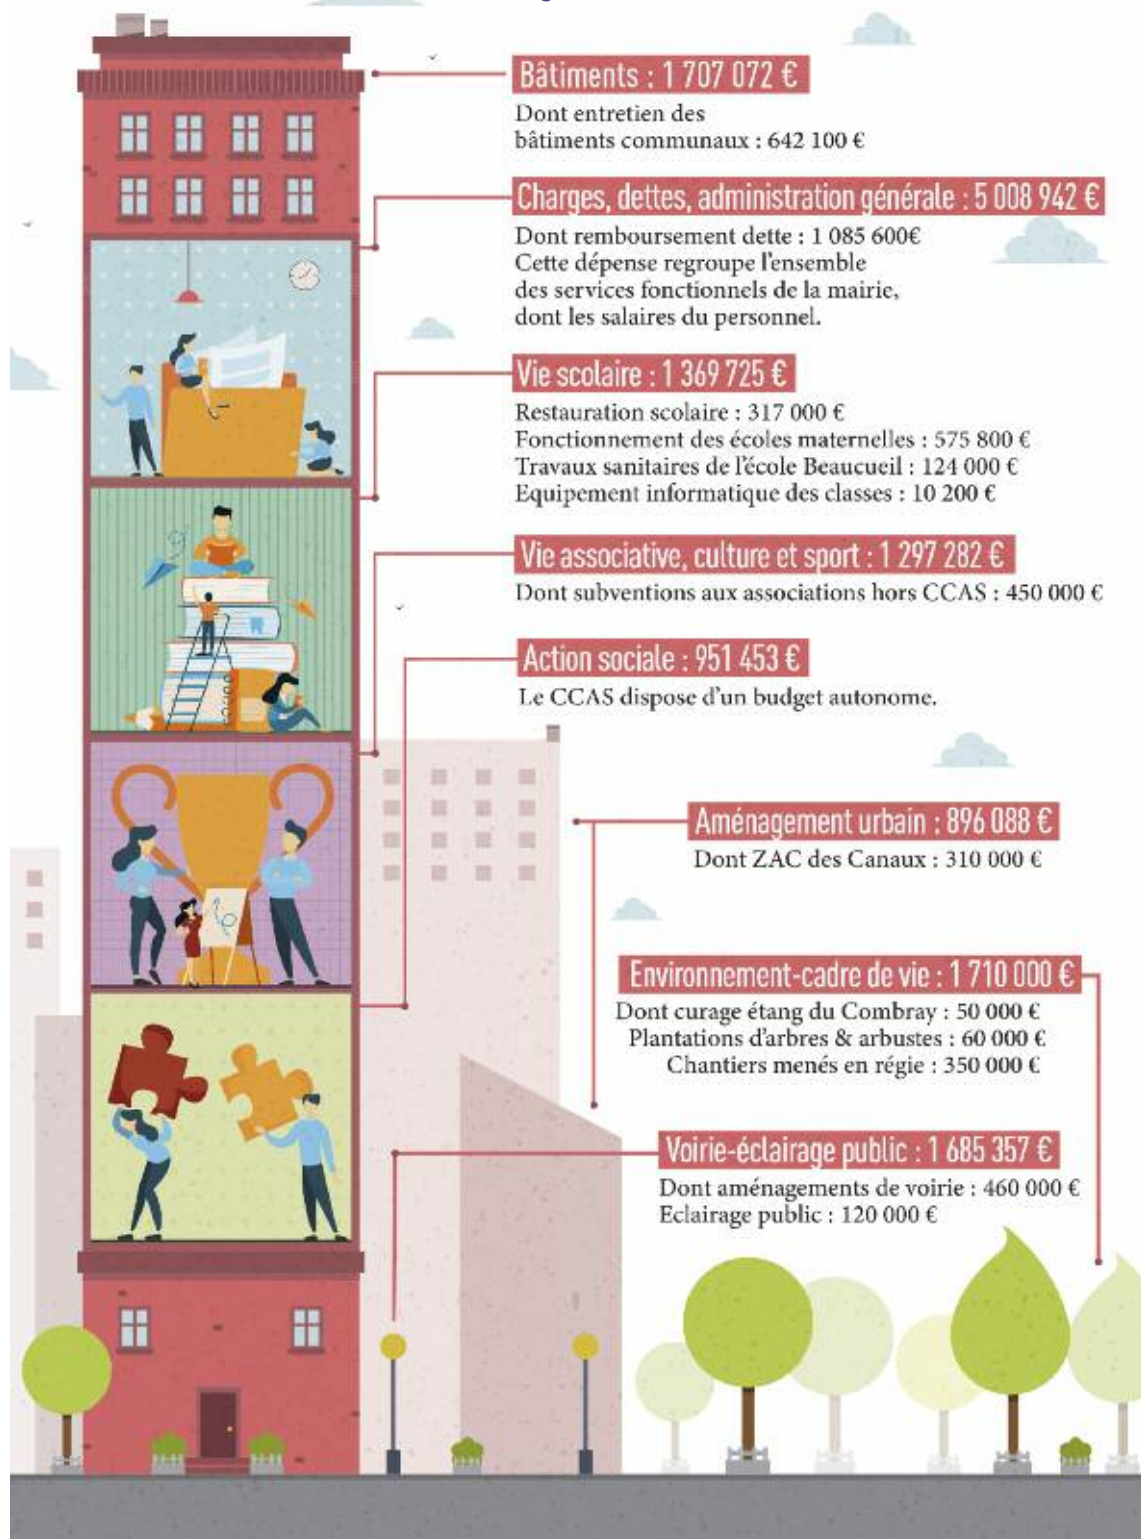 Bâtiments : 1 707 072 €
Dont entretien des
bâtiments communaux : 642 100 €
Charges, dettes, administration générale : 5 008 942 €
Dont remboursement dette : 1 085 600€
Cette dépense regroupe l'ensemble
des services fonctionnels de la mairie,
dont les salaires du personnel.
Vie scolaire : 1 369 725 €
Restauration scolaire : 317 000 €
Fonctionnement des écoles maternelles : 575 800 €
Travaux sanitaires de l'école Beaucueil : 124 000 €
Equipement informatique des classes : 10 200 €
Vie associative, culture et sport : 1 297 282 €
Dont subventions aux associations hors CCAS : 450 000 €
Action sociale : 951 453 €
Le CCAS dispose d'un budget autonome.
Aménagement urbain : 896 088 €
Dont ZAC des Canaux : 310 000 €
Environnement-cadre de vie : 1 710 000 €
Dont curage étang du Combray : 50 000 €
Plantations d'arbres & arbustes : 60 000 €
Chantiers menés en régie : 350 000 €
Voirie-éclairage public : 1 685 357 €
Dont aménagements de voirie : 460 000 €
Eclairage public : 120 000 €